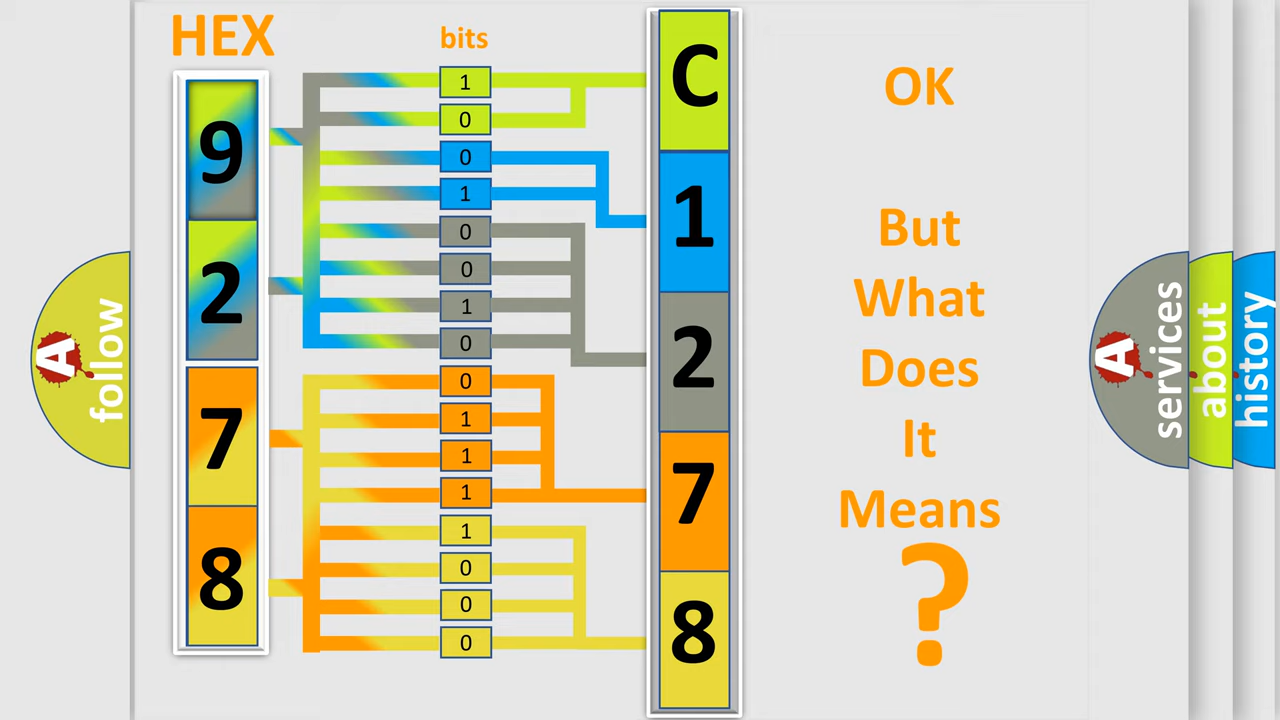 HEX
bits
9
2
7
8
1
0
0
1
0
0
1
0
0
1
1
1
1
0
0
0
C
1
2
7
8
OK
But
What
Does
It
Means
?
A
follow
A
services
about
history